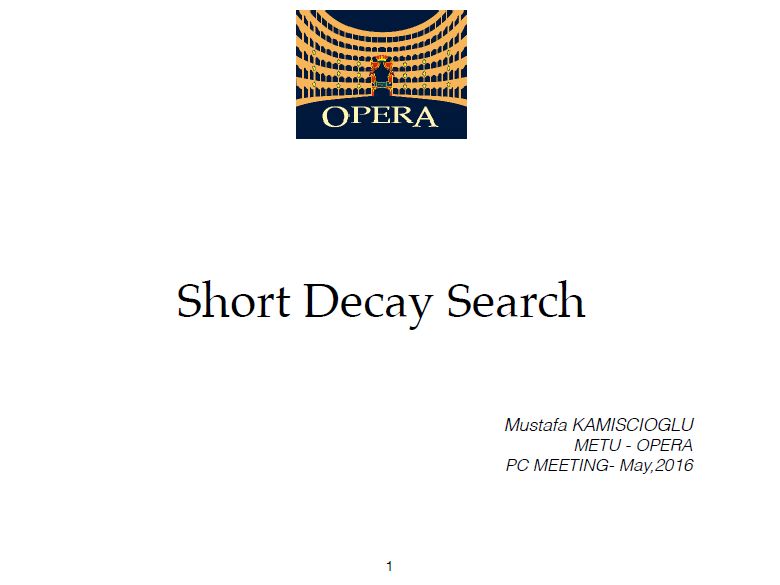 OPERA
Short Decay Search
Mustafa KAMISCIOGLU
METU - OPERA
PC MEETING- May,2016
1